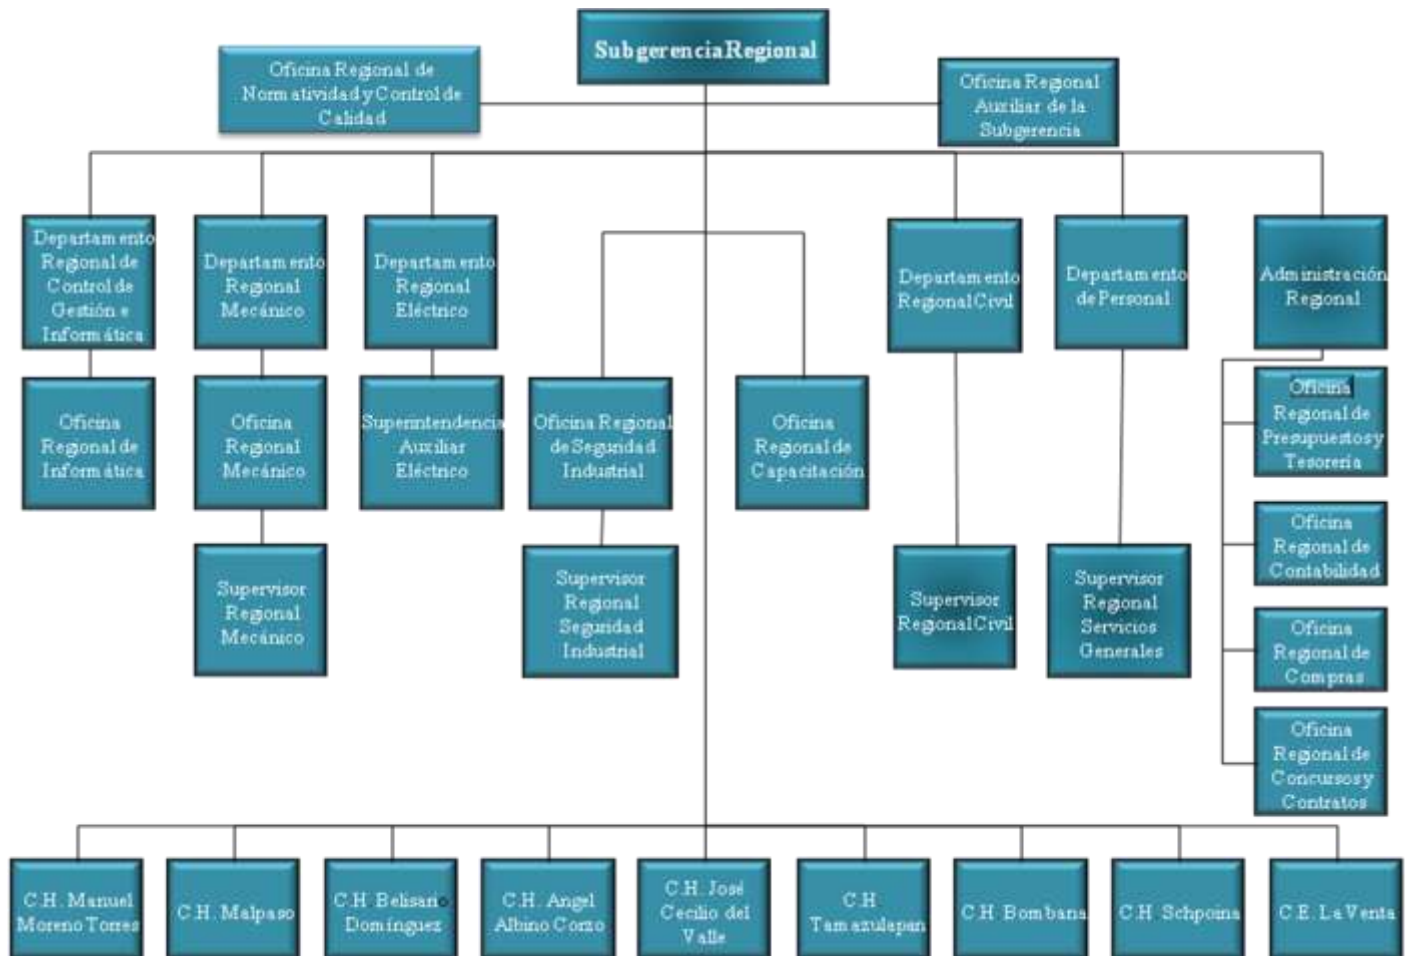 Subgerencia Regional
Oficina Regional de
Normatividad y Control de
Calidad
Oficina Regional
Auxiliar de la
Subgerencia
Departamento
Regional de
Control de
Gestión e
Informática
Departamento
Regional
Mecánico
Departamento
Regional
Eléctrico
Departamento
Regional Civil
Departamento
de Personal
Administración
Regional
Oficina
Regional de
Informática
Oficina
Regional
Mecánico
Superintendencia
Auxiliar
Eléctrico
Oficina Regional
de Seguridad
Industrial
Oficina
Regional de
Capacitación
Oficina
Regional de
Presupuestos y
Tesorería
Oficina
Regional de
Contabilidad
Supervisor
Regional
Mecánico
Supervisor
Regional
Seguridad
Industrial
Supervisor
Regional Civil
Supervisor
Regional
Servicios
Generales
Oficina
Regional de
Compras
Oficina
Regional de
Concursos y
Contratos
C.H. Manuel
Moreno Torres
C.H. Malpaso
C.H. Belisario
Domínguez
C.H. Angel
Albino Corzo
C.H. José
Cecilio del
Valle
C.H.
Tamazulapan
C.H. Bombana
C.H. Schpoina
C.E. La Venta